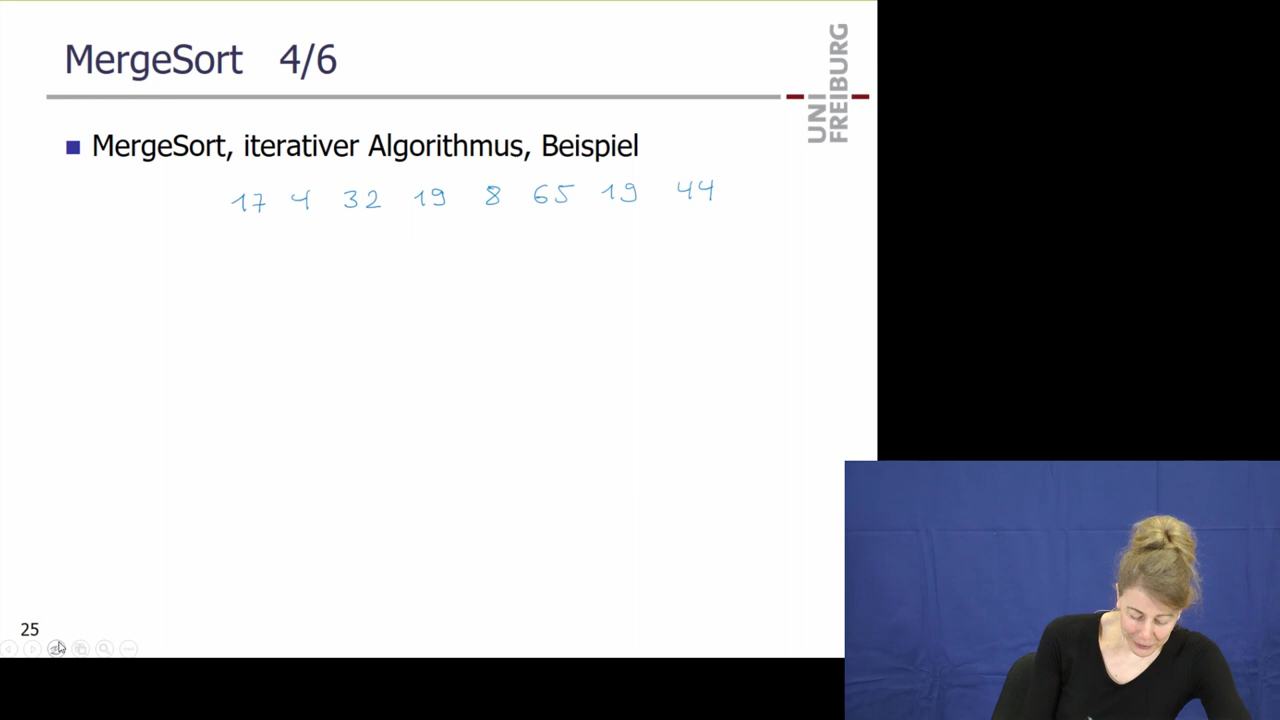 MergeSort 4/6
UNI
FREIBURG
MergeSort, iterativer Algorithmus, Beispiel
17 4 32 19 8 65 19 44
25